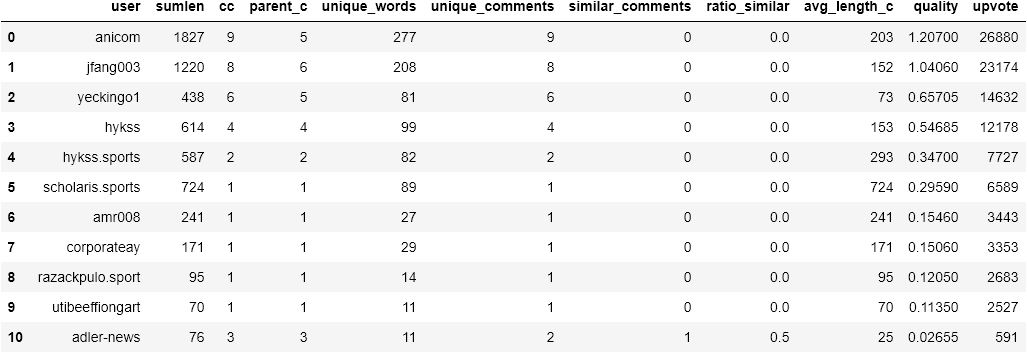 user sumlen cc parent_c unique_words unique_comments similar_comments ratio_similar avg_length_c quality upvote
0 anicom 1827 9 5 277 9 0 0.0 203 1.20700 26880
1 jfang003 1220 8 6 208 8 0 0.0 152 1.04060 23174
2 yeckingo1 438 6 5 81 6 0 0.0 73 0.65705 14632
3 hykss 614 4 4 99 4 0 0.0 153 0.54685 12178
4 hykss.sports 587 2 2 82 2 0 0.0 293 0.34700 7727
5 scholaris.sports 724 1 1 89 1 0 0.0 724 0.29590 6589
6 amr008 241 1 1 27 1 0 0.0 241 0.15460 3443
7 corporateay 171 1 1 29 1 0 0.0 171 0.15060 3353
8 razackpulo.sport 95 1 1 14 1 0 0.0 95 0.12050 2683
9 utibeeffiongart 70 1 1 11 1 0 0.0 70 0.11350 2527
10 adler-news 76 3 3 11 2 1 0.5 25 0.02655 591